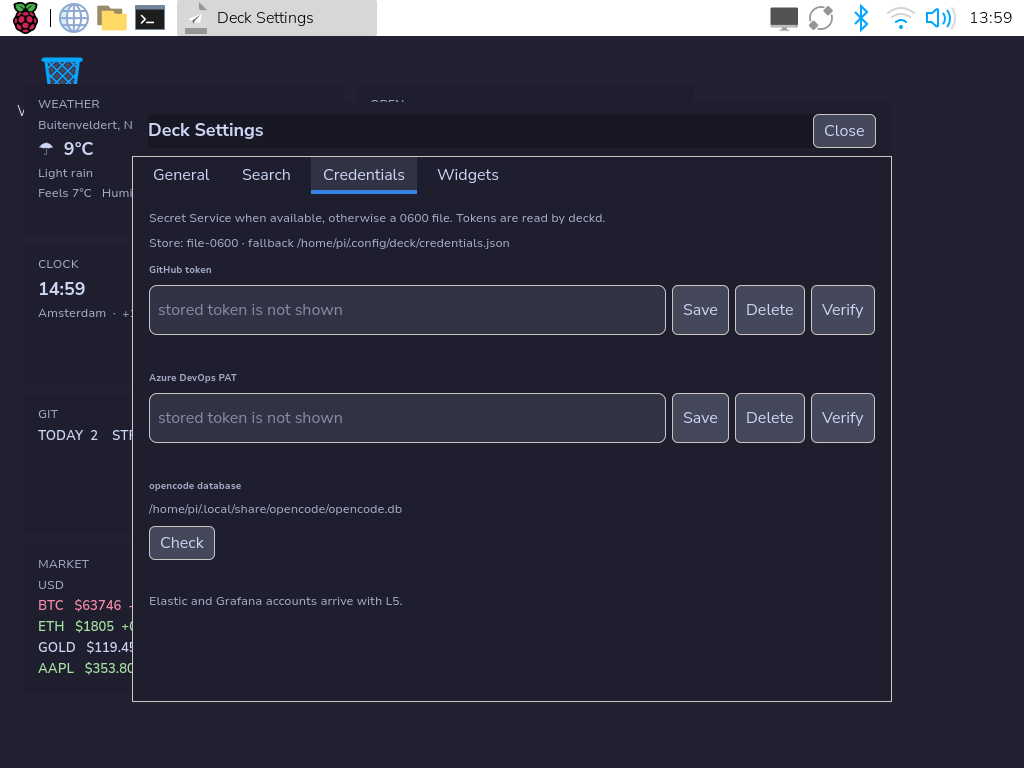 Deck Settings
13:59
WEATHER
Buitenveldert, N
9°C
Light rain
Feels 7°C Humi
CLOCK
14:59
Amsterdam ·
GIT
TODAY 2
MARKET
USD
BTC $63746
ETH $1805
GOLD $119.45
AAPL $353.80
Deck Settings
Close
General Search Credentials Widgets
Secret Service when available, otherwise a 0600 file. Tokens are read by deckd.
Store: file-0600 · fallback /home/pi/.config/deck/credentials.json
GitHub token
stored token is not shown Save Delete Verify
Azure DevOps PAT
stored token is not shown Save Delete Verify
opencode database
/home/pi/.local/share/opencode/opencode.db
Check
Elastic and Grafana accounts arrive with L5.